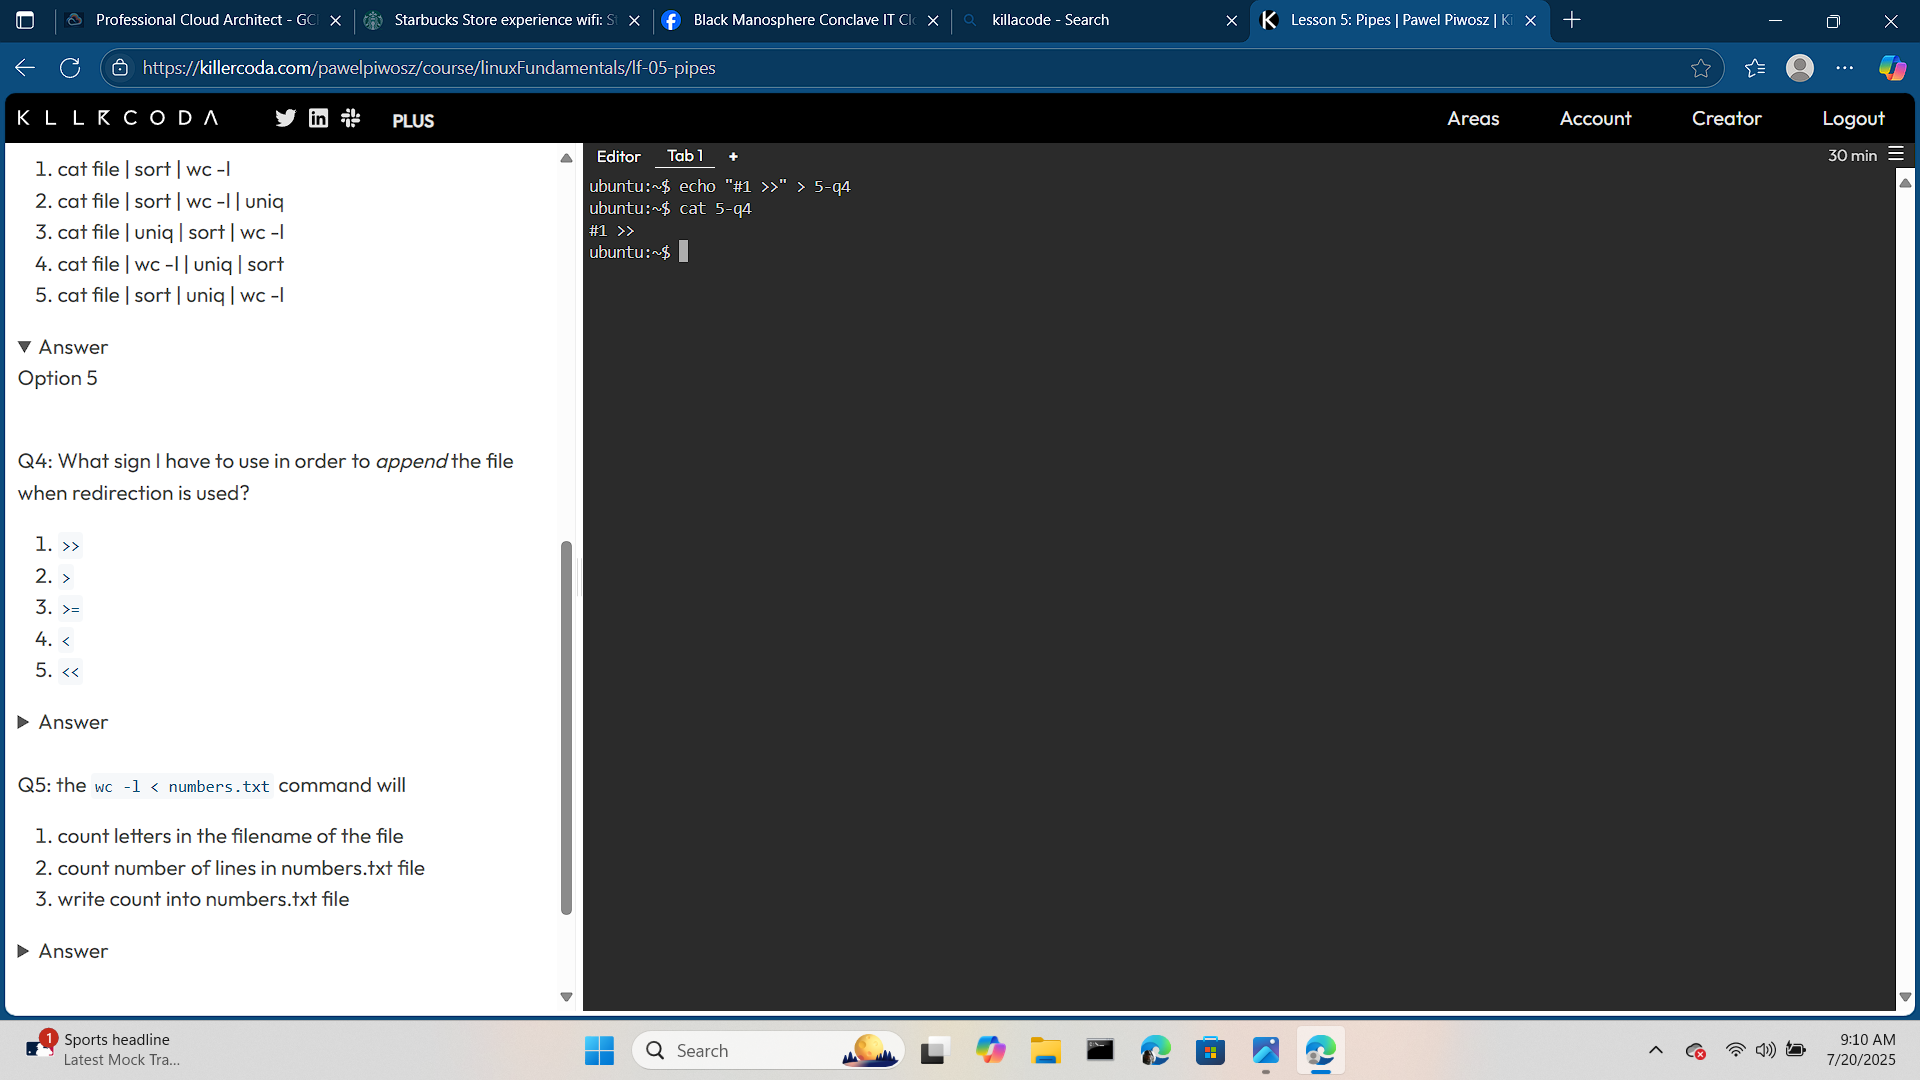 Professional Cloud Architect - GC
Starbucks Store experience wifi: S
Black Manosphere Conclave IT Cl
killacode - Search
Lesson 5: Pipes | Pawel Piwosz | Ki
https://killercoda.com/pawelpiwosz/course/linuxFundamentals/lf-05-pipes
KLLRCODA
PLUS
Areas
Account
Creator
Logout
1. cat file | sort | wc -l
2. cat file | sort | wc -l | uniq
3. cat file | uniq | sort | wc -l
4. cat file | wc -l | uniq | sort
5. cat file | sort | uniq | wc -l
Answer
Option 5
Q4: What sign I have to use in order to append the file
when redirection is used?
1. >>
2. >
3. >=
4. <
5. <<
Answer
Q5: the wc -l < numbers.txt command will
1. count letters in the filename of the file
2. count number of lines in numbers.txt file
3. write count into numbers.txt file
Answer
Editor
Tab 1
+
30 min
ubuntu:~$ echo "#1 >>" > 5-q4
ubuntu:~$ cat 5-q4
#1 >>
ubuntu:~$
1
Sports headline
Latest Mock Tra...
Search
9:10 AM
7/20/2025